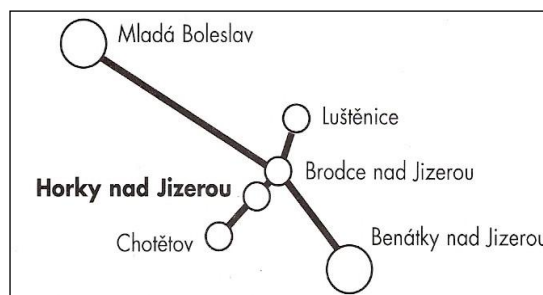 Mladá Boleslav
Luštěnice
Brodce nad Jizerou
Horky nad Jizerou
Chotětov
Benátky nad Jizerou